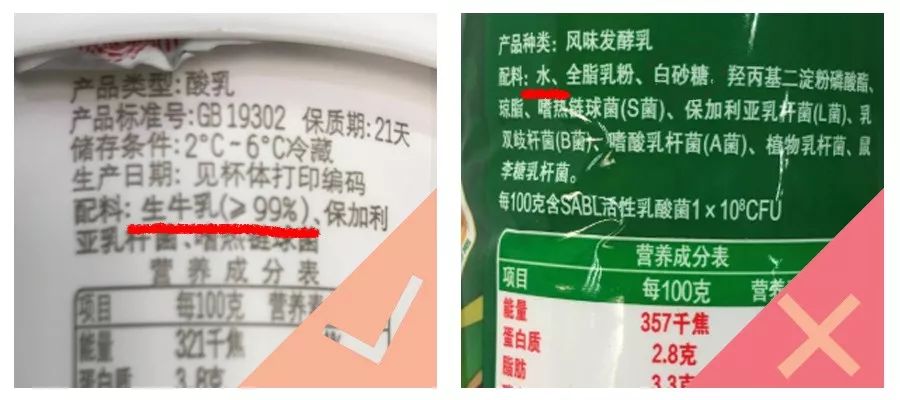 产品类型:酸乳
产品标准号:GB 19302 保质期:21天
储存条件:2°C~6°C冷藏
生产日期: 见杯体打印编码
配料: 生牛乳(≥99%)、保加利
亚乳杆菌、嗜热链球菌
营养成分表
项目 每100克 营养素
能量 321千焦
蛋白质 3.8克
产品种类: 风味发酵乳
配料: 水、全脂乳粉、白砂糖、羟丙基二淀粉磷酸酯、
琼脂、嗜热链球菌(S菌)、保加利亚乳杆菌(L菌)、乳
双歧杆菌(B菌)、嗜酸乳杆菌(A菌)、植物乳杆菌、鼠
李糖乳杆菌。
每100克含SABL活性乳酸菌1×10⁸CFU
营养成分表
项目 每100克 营养
能量 357千焦
蛋白质 2.8克
脂肪 3.3克